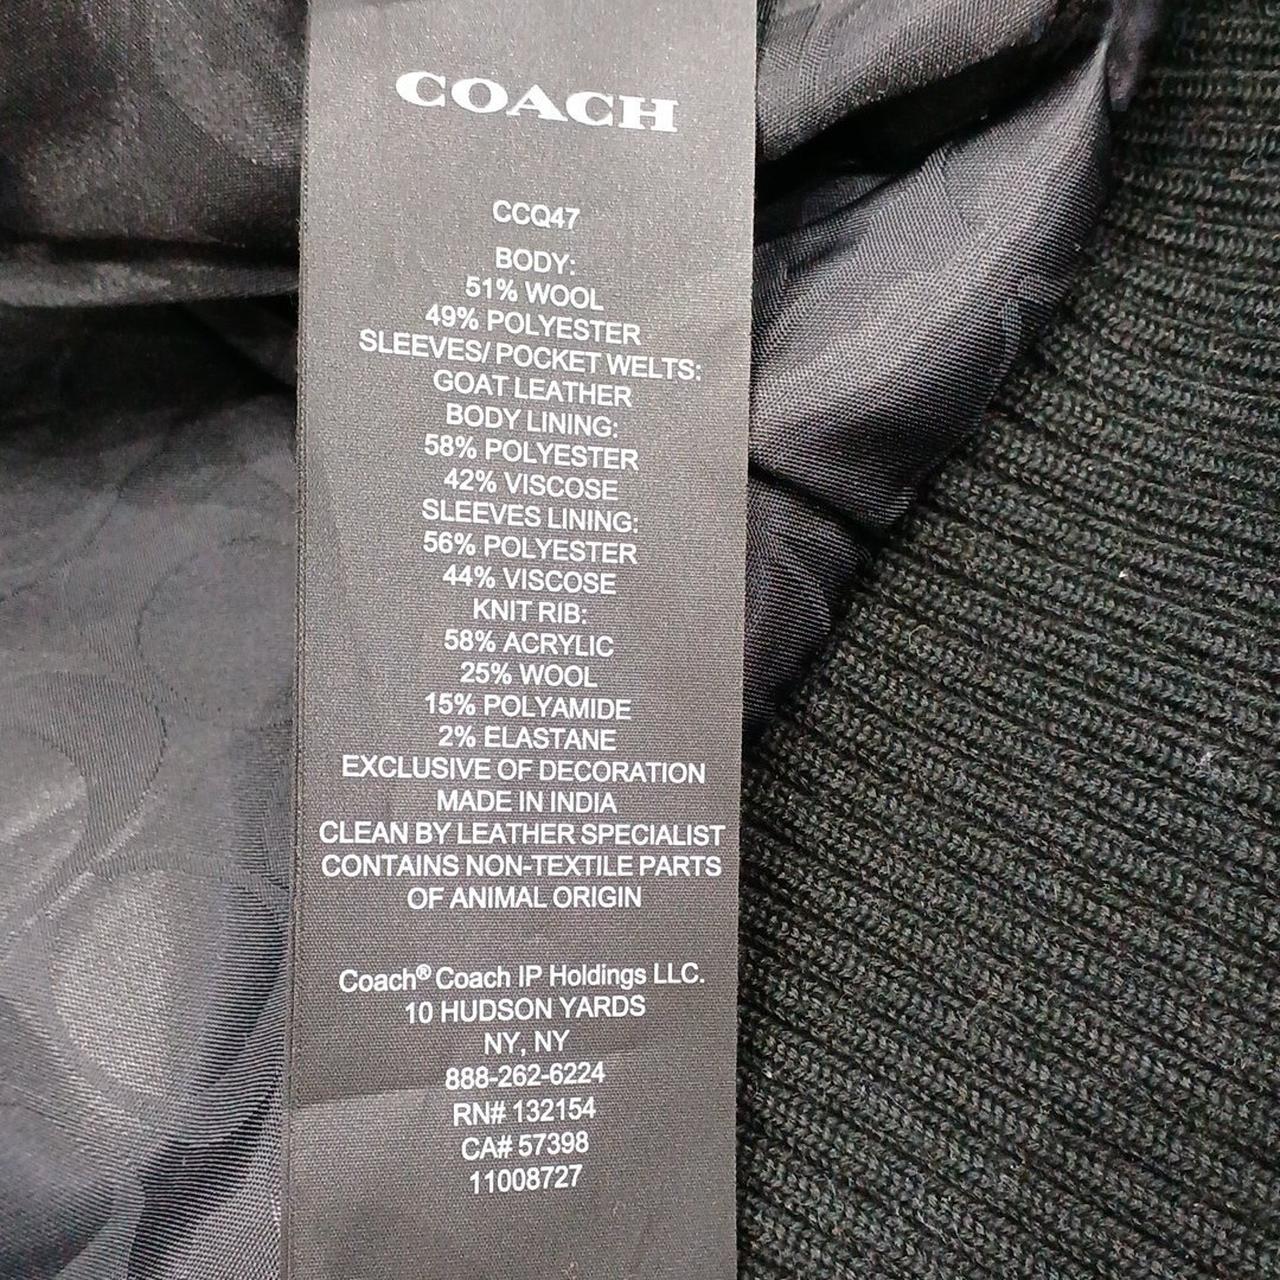 COACH
CCQ47
BODY:
51% WOOL
49% POLYESTER
SLEEVES/ POCKET WELTS:
GOAT LEATHER
BODY LINING:
58% POLYESTER
42% VISCOSE
SLEEVES LINING:
56% POLYESTER
44% VISCOSE
KNIT RIB:
58% ACRYLIC
25% WOOL
15% POLYAMIDE
2% ELASTANE
EXCLUSIVE OF DECORATION
MADE IN INDIA
CLEAN BY LEATHER SPECIALIST
CONTAINS NON-TEXTILE PARTS
OF ANIMAL ORIGIN
Coach® Coach IP Holdings LLC.
10 HUDSON YARDS
NY, NY
888-262-6224
RN# 132154
CA# 57398
11008727